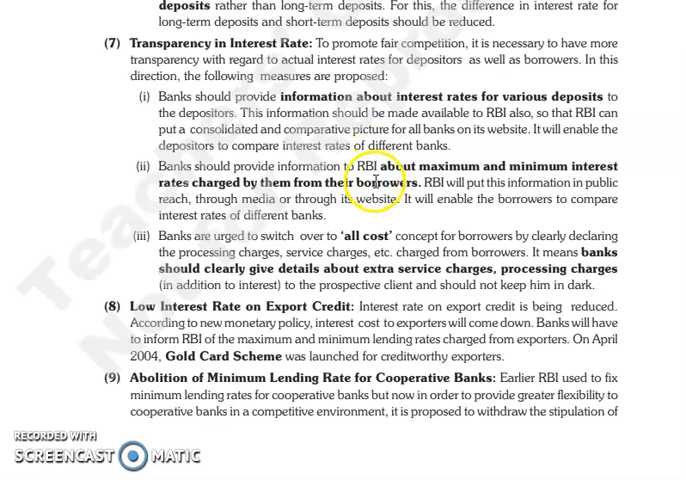 deposits rather than long-term deposits. For this, the difference in interest rate for
long-term deposits and short-term deposits should be reduced.
(7) Transparency in Interest Rate: To promote fair competition, it is necessary to have more
transparency with regard to actual interest rates for depositors as well as borrowers. In this
direction, the following measures are proposed:
(i) Banks should provide information about interest rates for various deposits to
the depositors. This information should be made available to RBI also, so that RBI can
put a consolidated and comparative picture for all banks on its website. It will enable the
depositors to compare interest rates of different banks.
(ii) Banks should provide information to RBI about maximum and minimum interest
rates charged by them from their borrowers. RBI will put this information in public
reach, through media or through its website. It will enable the borrowers to compare
interest rates of different banks.
(iii) Banks are urged to switch over to 'all cost' concept for borrowers by clearly declaring
the processing charges, service charges, etc. charged from borrowers. It means banks
should clearly give details about extra service charges, processing charges
(in addition to interest) to the prospective client and should not keep him in dark.
(8) Low Interest Rate on Export Credit: Interest rate on export credit is being reduced.
According to new monetary policy, interest cost to exporters will come down. Banks will have
to inform RBI of the maximum and minimum lending rates charged from exporters. On April
2004, Gold Card Scheme was launched for creditworthy exporters.
(9) Abolition of Minimum Lending Rate for Cooperative Banks: Earlier RBI used to fix
minimum lending rates for cooperative banks but now in order to provide greater flexibility to
cooperative banks in a competitive environment, it is proposed to withdraw the stipulation of
RECORDED WITH
SCREENCAST MATIC